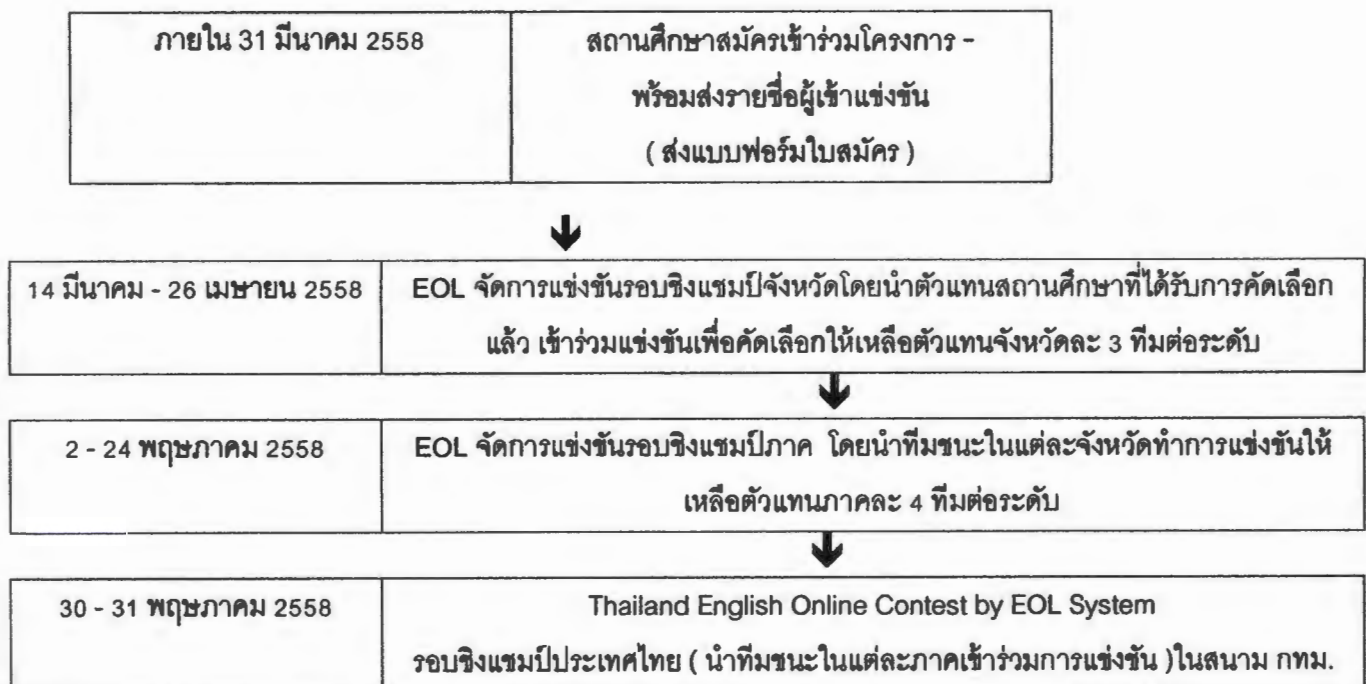 ภายใน 31 มีนาคม 2558
สถานศึกษาสมัครเข้าร่วมโครงการ -
พร้อมส่งรายชื่อผู้เข้าแข่งขัน
( ส่งแบบฟอร์มใบสมัคร )
14 มีนาคม - 26 เมษายน 2558
EOL จัดการแข่งขันรอบชิงแชมป์จังหวัดโดยนำตัวแทนสถานศึกษาที่ได้รับการคัดเลือก
แล้ว เข้าร่วมแข่งขันเพื่อคัดเลือกให้เหลือตัวแทนจังหวัดละ 3 ทีมต่อระดับ
2 - 24 พฤษภาคม 2558
EOL จัดการแข่งขันรอบชิงแชมป์ภาค โดยนำทีมชนะในแต่ละจังหวัดทำการแข่งขันให้
เหลือตัวแทนภาคละ 4 ทีมต่อระดับ
30 - 31 พฤษภาคม 2558
Thailand English Online Contest by EOL System
รอบชิงแชมป์ประเทศไทย ( นำทีมชนะในแต่ละภาคเข้าร่วมการแข่งขัน )ในสนาม กทม.